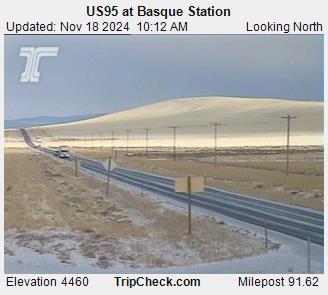 US95 at Basque Station
Updated: Nov 18 2024 10:12 AM Looking North
Elevation 4460 TripCheck.com Milepost 91.62